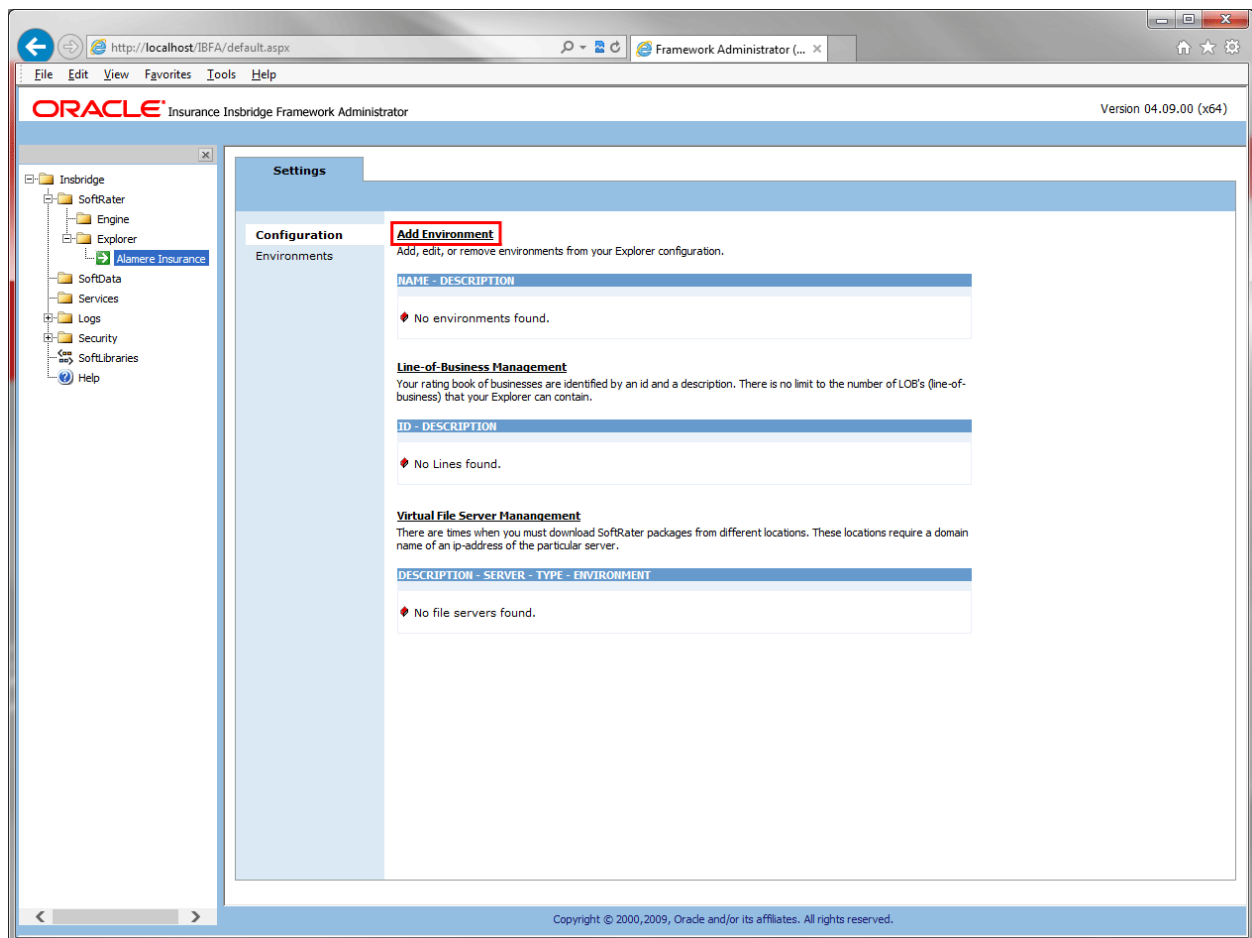 http://localhost/IBFA/default.aspx
Framework Administrator (...
File Edit View Favorites Tools Help
ORACLE Insurance Insbridge Framework Administrator
Version 04.09.00 (x64)
Insbridge
SoftRater
Engine
Explorer
Alamere Insurance
SoftData
Services
Logs
Security
SoftLibraries
Help
Settings
Configuration
Environments
Add Environment
Add, edit, or remove environments from your Explorer configuration.
NAME - DESCRIPTION
No environments found.
Line-of-Business Management
Your rating book of businesses are identified by an id and a description. There is no limit to the number of LOB's (line-of-
business) that your Explorer can contain.
ID - DESCRIPTION
No Lines found.
Virtual File Server Manangement
There are times when you must download SoftRater packages from different locations. These locations require a domain
name of an ip-address of the particular server.
DESCRIPTION - SERVER - TYPE - ENVIRONMENT
No file servers found.
Copyright © 2000,2009, Oracle and/or its affiliates. All rights reserved.